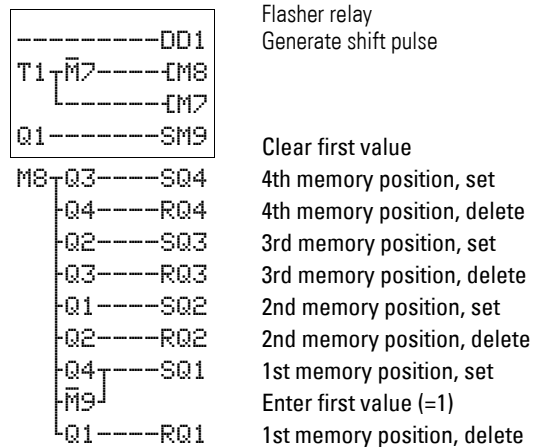 Flasher relay
---------DD1 Generate shift pulse
T1┬M̅7----[M8
└-------[M7
Q1-------SM9 Clear first value
M8┬Q3----SQ4 4th memory position, set
├Q4----RQ4 4th memory position, delete
├Q2----SQ3 3rd memory position, set
├Q3----RQ3 3rd memory position, delete
├Q1----SQ2 2nd memory position, set
├Q2----RQ2 2nd memory position, delete
├Q4┬---SQ1 1st memory position, set
├M̅9┘ Enter first value (=1)
└Q1----RQ1 1st memory position, delete